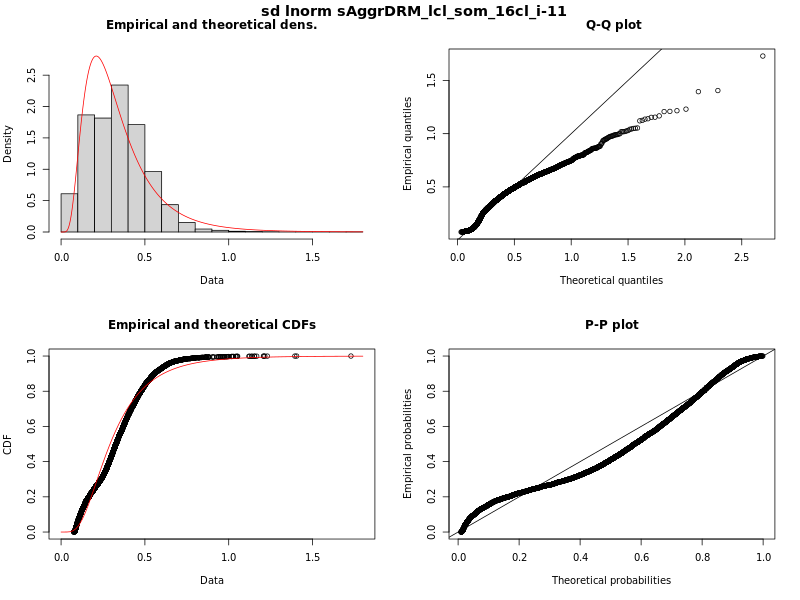 sd lnorm sAggrDRM_lcl_som_16cl_i-11
Empirical and theoretical dens.
Density
0.0 0.5 1.0 1.5 2.0 2.5
0.0 0.5 1.0 1.5
Data
Q-Q plot
Empirical quantiles
0.5 1.0 1.5
0.0 0.5 1.0 1.5 2.0 2.5
Theoretical quantiles
Empirical and theoretical CDFs
CDF
0.0 0.2 0.4 0.6 0.8 1.0
0.0 0.5 1.0 1.5
Data
P-P plot
Empirical probabilities
0.0 0.2 0.4 0.6 0.8 1.0
0.0 0.2 0.4 0.6 0.8 1.0
Theoretical probabilities